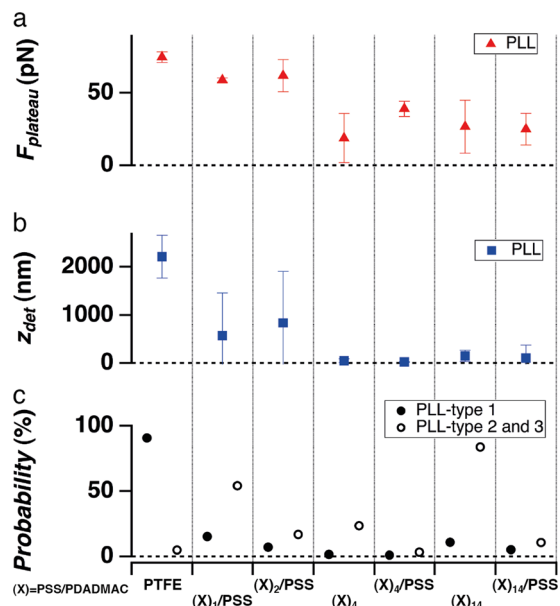 a
F_plateau (pN)
50
0
PLL
b
z_det (nm)
2000
1000
0
PLL
c
Probability (%)
100
50
0
PLL-type 1
PLL-type 2 and 3
(X)=PSS/PDADMAC
PTFE
(X)₁/PSS
(X)₂/PSS
(X)₄
(X)₄/PSS
(X)₁₄
(X)₁₄/PSS